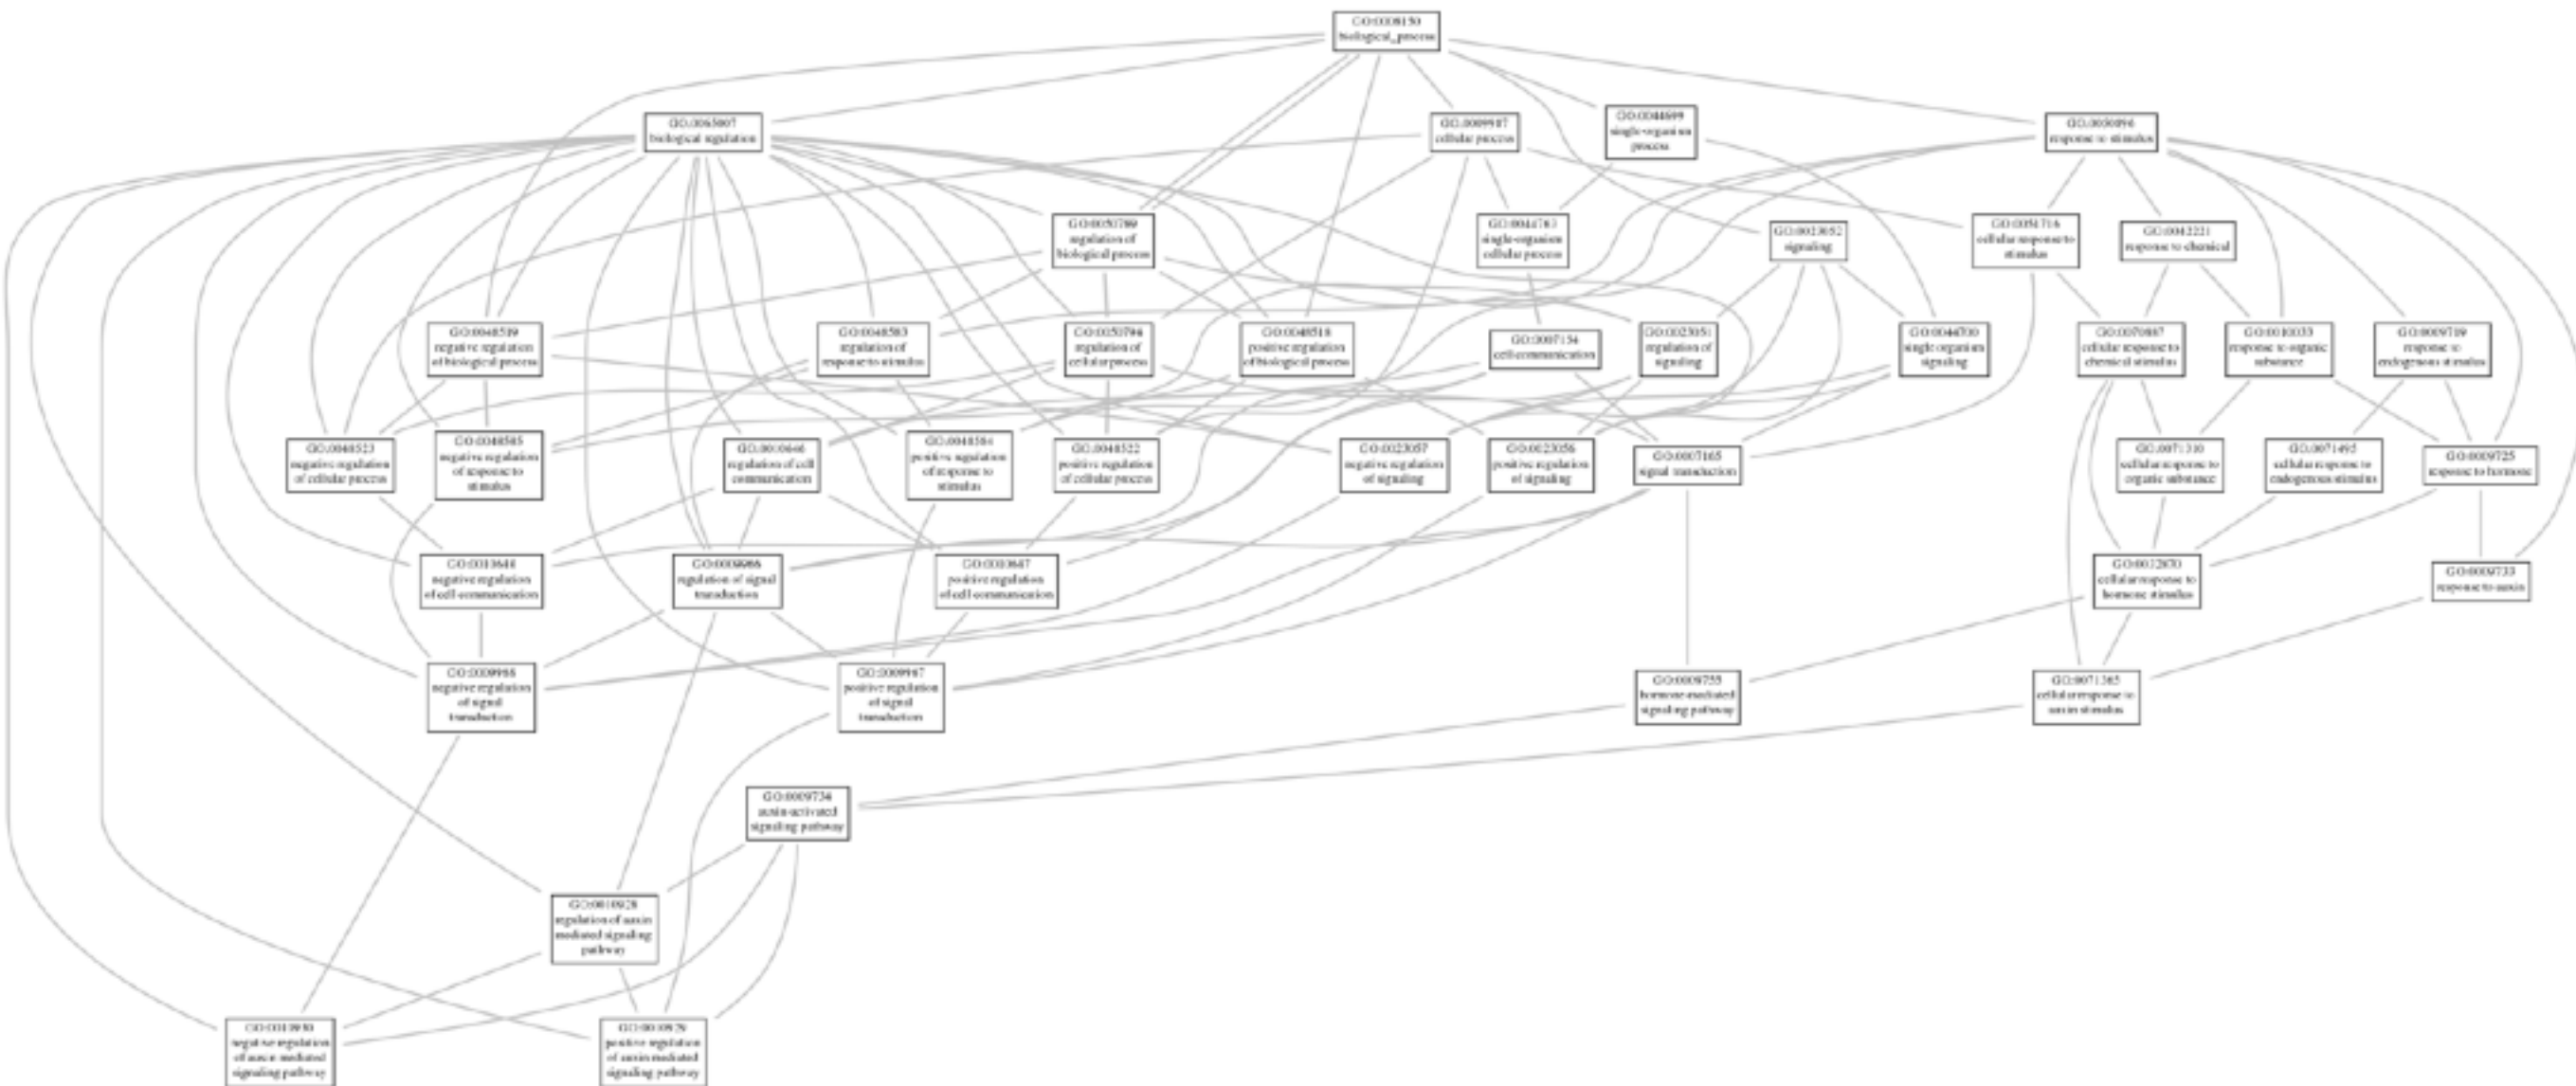 GO:0008150
biological_process
GO:0065007
biological regulation
GO:0009987
cellular process
GO:0044699
single-organism
process
GO:0050896
response to stimulus
GO:0050789
regulation of
biological process
GO:0044763
single-organism
cellular process
GO:0023052
signaling
GO:0051716
cellular response to
stimulus
GO:0042221
response to chemical
GO:0048519
negative regulation
of biological process
GO:0048583
regulation of
response to stimulus
GO:0050794
regulation of
cellular process
GO:0048518
positive regulation
of biological process
GO:0007154
cell communication
GO:0023051
regulation of
signaling
GO:0044700
single organism
signaling
GO:0070887
cellular response to
chemical stimulus
GO:0010033
response to organic
substance
GO:0009719
response to
endogenous stimulus
GO:0048523
negative regulation
of cellular process
GO:0048585
negative regulation
of response to
stimulus
GO:0010646
regulation of cell
communication
GO:0048584
positive regulation
of response to
stimulus
GO:0048522
positive regulation
of cellular process
GO:0023057
negative regulation
of signaling
GO:0023056
positive regulation
of signaling
GO:0007165
signal transduction
GO:0071310
cellular response to
organic substance
GO:0071495
cellular response to
endogenous stimulus
GO:0009725
response to hormone
GO:0010648
negative regulation
of cell communication
GO:0009966
regulation of signal
transduction
GO:0010647
positive regulation
of cell communication
GO:0032870
cellular response to
hormone stimulus
GO:0009733
response to auxin
GO:0009968
negative regulation
of signal
transduction
GO:0009967
positive regulation
of signal
transduction
GO:0009755
hormone-mediated
signaling pathway
GO:0071365
cellular response to
auxin stimulus
GO:0009734
auxin-activated
signaling pathway
GO:0010928
regulation of auxin
mediated signaling
pathway
GO:0010930
negative regulation
of auxin mediated
signaling pathway
GO:0010929
positive regulation
of auxin mediated
signaling pathway